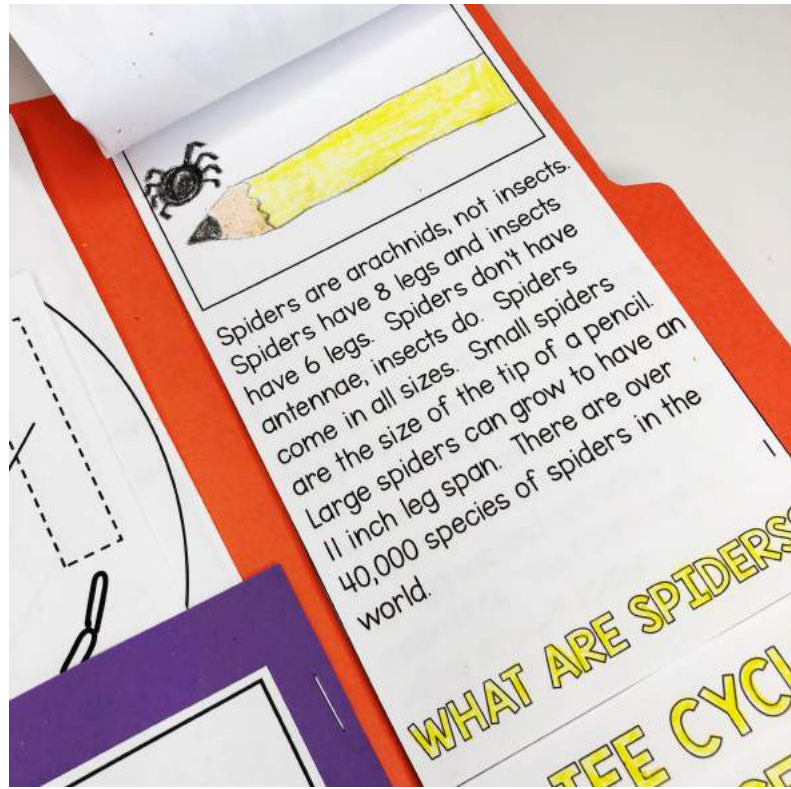 Spiders are arachnids, not insects.
Spiders have 8 legs and insects
have 6 legs. Spiders don't have
antennae, insects do. Spiders
come in all sizes. Small spiders
are the size of the tip of a pencil.
Large spiders can grow to have an
11 inch leg span. There are over
40,000 species of spiders in the
world.
1
WHAT ARE SPIDERS?
IFE CYCL